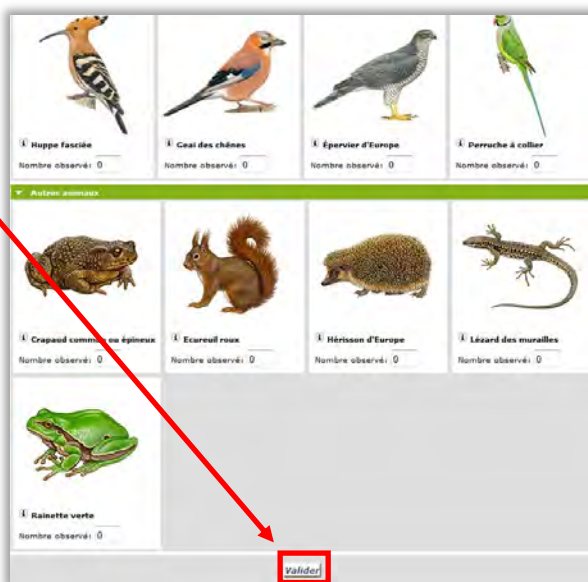 Huppe fasciée
Geai des chênes
Épervier d'Europe
Perruche à collier
Nombre observé: 0
Nombre observé: 0
Nombre observé: 0
Nombre observé: 0
Autres animaux
Crapaud commun ou épineux
Ecureuil roux
Hérisson d'Europe
Lézard des murailles
Nombre observé: 0
Nombre observé: 0
Nombre observé: 0
Nombre observé: 0
Rainette verte
Nombre observé: 0
Valider